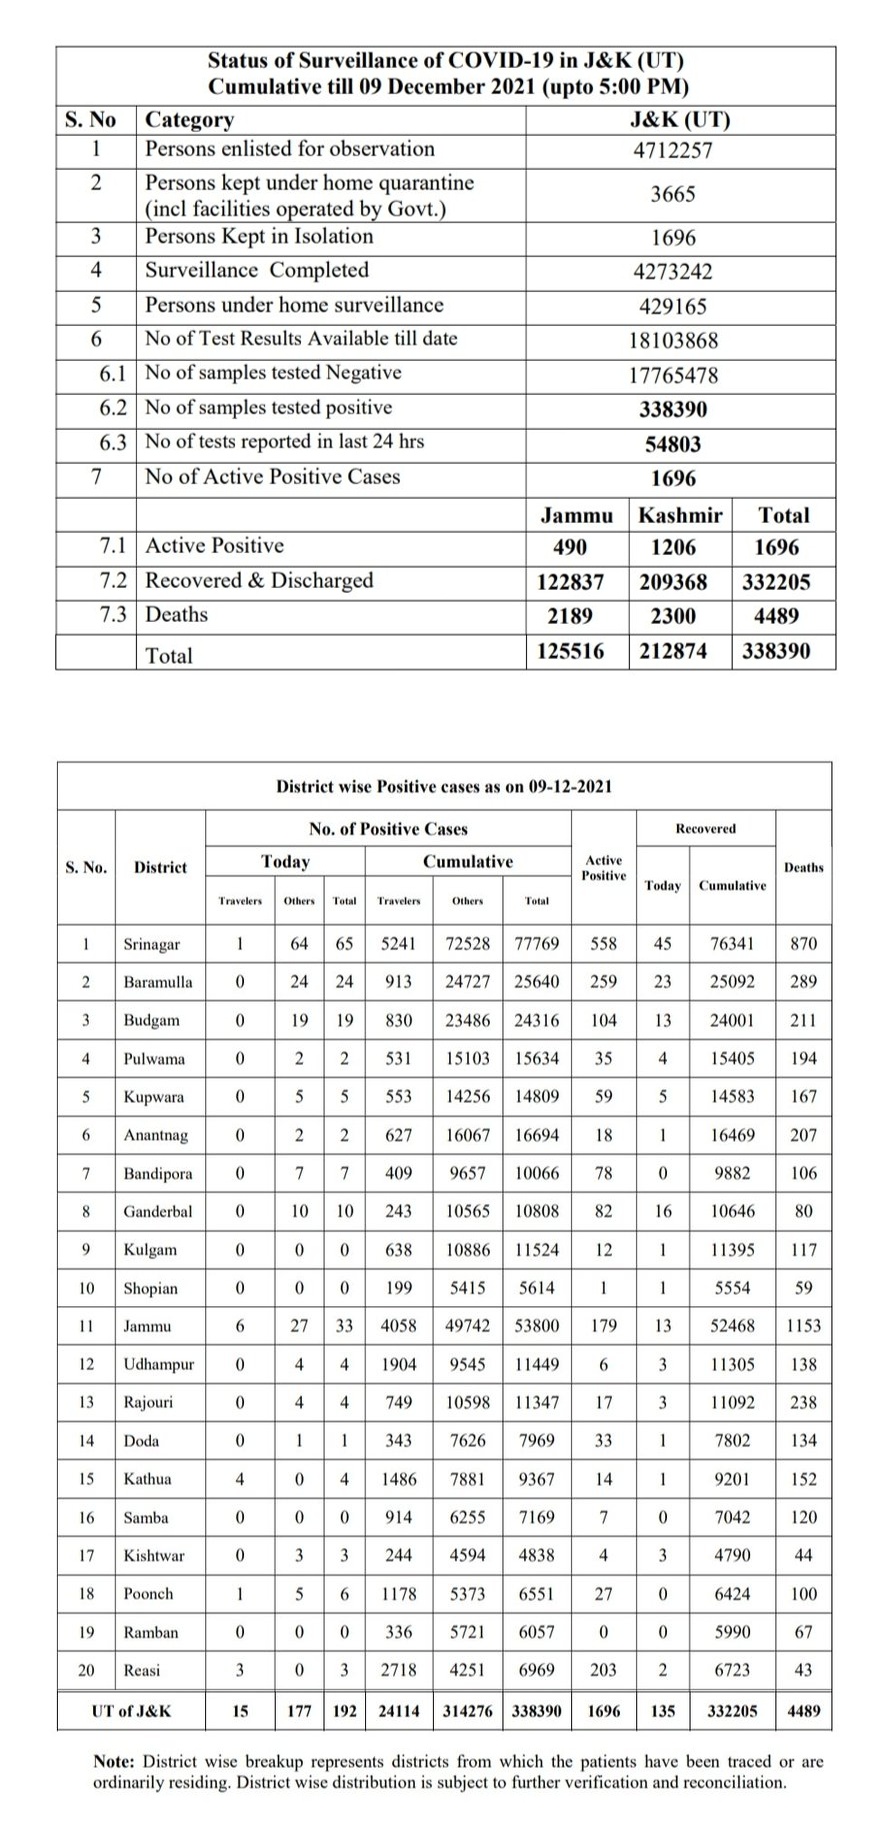 Status of Surveillance of COVID-19 in J&K (UT)
Cumulative till 09 December 2021 (upto 5:00 PM)
S. No Category J&K (UT)
1 Persons enlisted for observation 4712257
2 Persons kept under home quarantine
(incl facilities operated by Govt.) 3665
3 Persons Kept in Isolation 1696
4 Surveillance Completed 4273242
5 Persons under home surveillance 429165
6 No of Test Results Available till date 18103868
6.1 No of samples tested Negative 17765478
6.2 No of samples tested positive 338390
6.3 No of tests reported in last 24 hrs 54803
7 No of Active Positive Cases 1696
Jammu Kashmir Total
7.1 Active Positive 490 1206 1696
7.2 Recovered & Discharged 122837 209368 332205
7.3 Deaths 2189 2300 4489
Total 125516 212874 338390
District wise Positive cases as on 09-12-2021
No. of Positive Cases Recovered
S. No. District Today Cumulative Active Positive Deaths
Today Cumulative
Travelers Others Total Travelers Others Total
1 Srinagar 1 64 65 5241 72528 77769 558 45 76341 870
2 Baramulla 0 24 24 913 24727 25640 259 23 25092 289
3 Budgam 0 19 19 830 23486 24316 104 13 24001 211
4 Pulwama 0 2 2 531 15103 15634 35 4 15405 194
5 Kupwara 0 5 5 553 14256 14809 59 5 14583 167
6 Anantnag 0 2 2 627 16067 16694 18 1 16469 207
7 Bandipora 0 7 7 409 9657 10066 78 0 9882 106
8 Ganderbal 0 10 10 243 10565 10808 82 16 10646 80
9 Kulgam 0 0 0 638 10886 11524 12 1 11395 117
10 Shopian 0 0 0 199 5415 5614 1 1 5554 59
11 Jammu 6 27 33 4058 49742 53800 179 13 52468 1153
12 Udhampur 0 4 4 1904 9545 11449 6 3 11305 138
13 Rajouri 0 4 4 749 10598 11347 17 3 11092 238
14 Doda 0 1 1 343 7626 7969 33 1 7802 134
15 Kathua 4 0 4 1486 7881 9367 14 1 9201 152
16 Samba 0 0 0 914 6255 7169 7 0 7042 120
17 Kishtwar 0 3 3 244 4594 4838 4 3 4790 44
18 Poonch 1 5 6 1178 5373 6551 27 0 6424 100
19 Ramban 0 0 0 336 5721 6057 0 0 5990 67
20 Reasi 3 0 3 2718 4251 6969 203 2 6723 43
UT of J&K 15 177 192 24114 314276 338390 1696 135 332205 4489
Note: District wise breakup represents districts from which the patients have been traced or are
ordinarily residing. District wise distribution is subject to further verification and reconciliation.